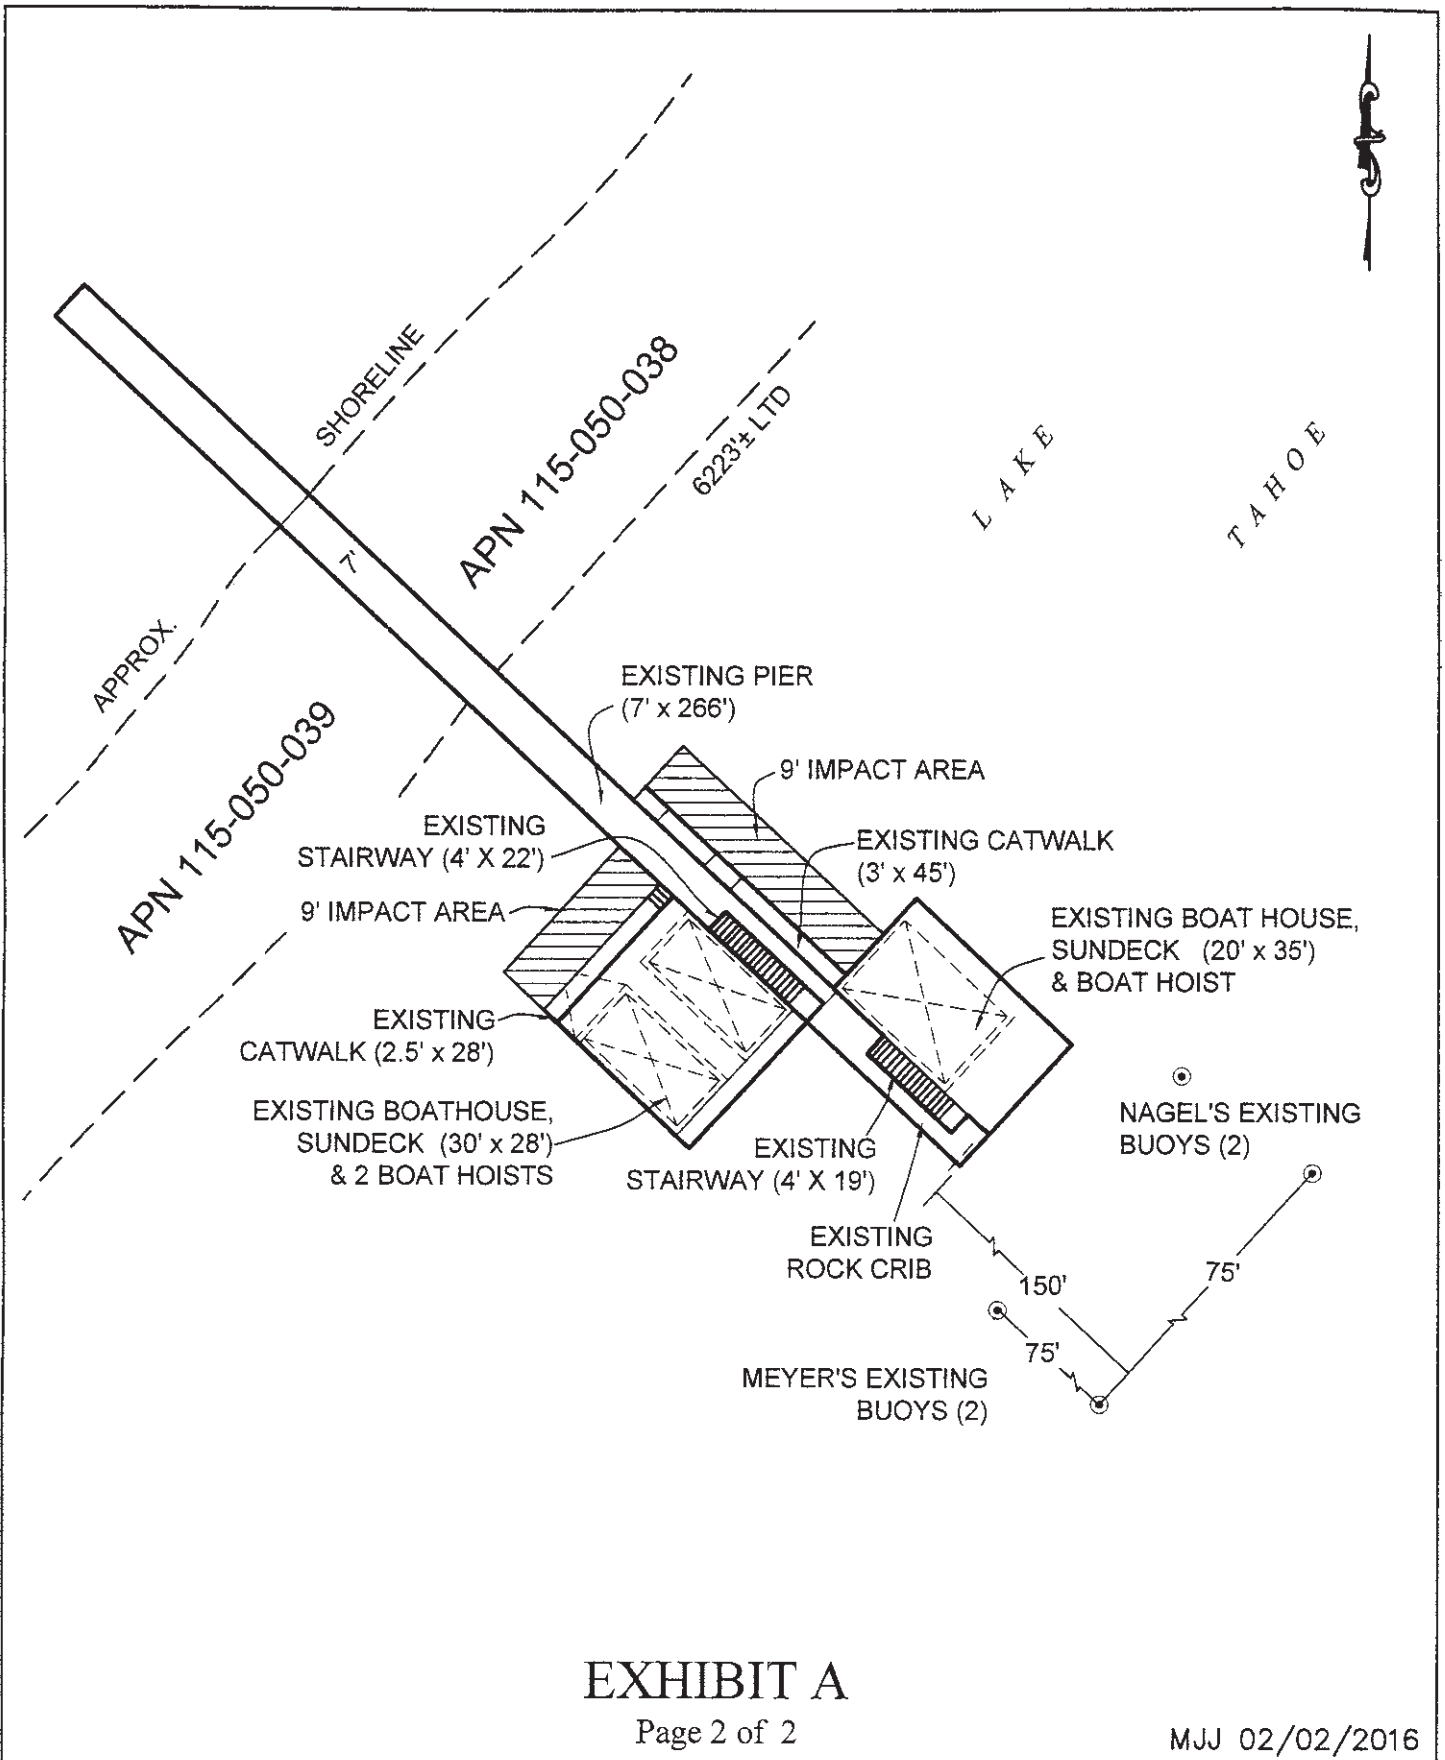 SHORELINE
APN 115-050-038
6223'± LTD
LAKE
TAHOE
7'
APPROX.
APN 115-050-039
EXISTING PIER
(7' x 266')
9' IMPACT AREA
EXISTING
STAIRWAY (4' X 22')
EXISTING CATWALK
(3' x 45')
9' IMPACT AREA
EXISTING BOAT HOUSE,
SUNDECK (20' x 35')
& BOAT HOIST
EXISTING
CATWALK (2.5' x 28')
EXISTING BOATHOUSE,
SUNDECK (30' x 28')
& 2 BOAT HOISTS
NAGEL'S EXISTING
BUOYS (2)
EXISTING
STAIRWAY (4' X 19')
EXISTING
ROCK CRIB
150'
75'
75'
MEYER'S EXISTING
BUOYS (2)
EXHIBIT A
Page 2 of 2
MJJ 02/02/2016